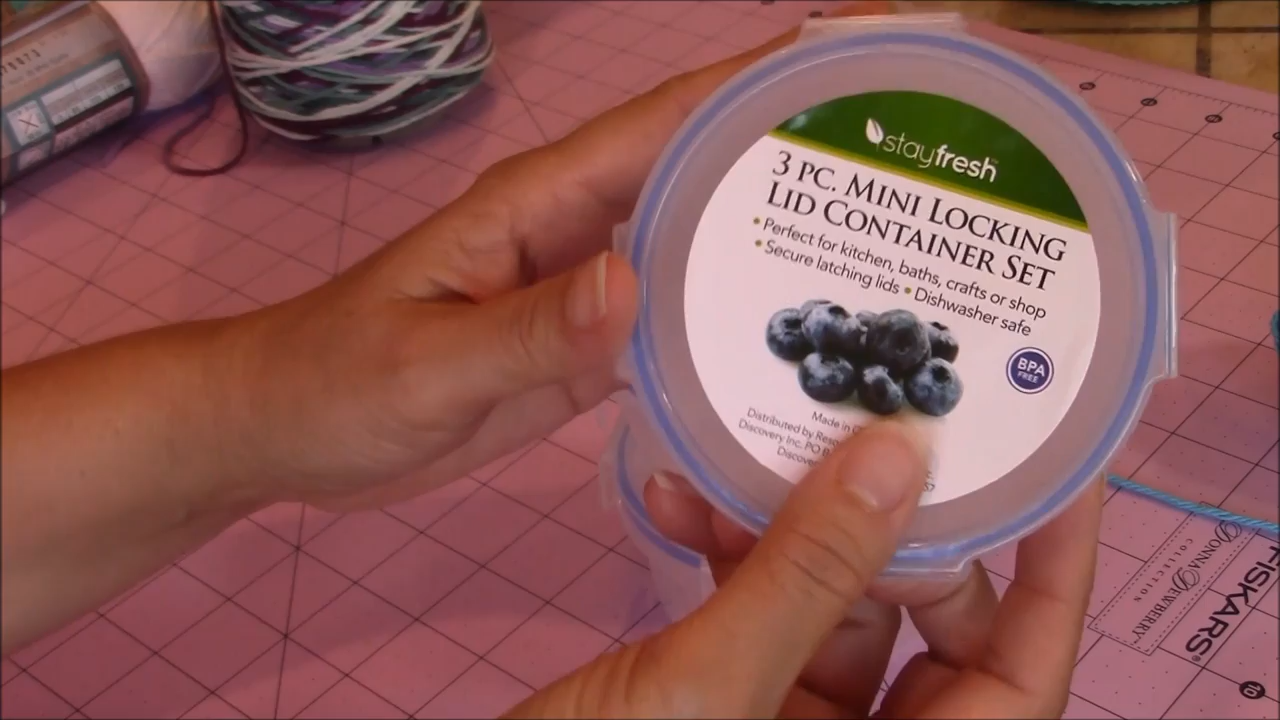 stayfresh
3 PC. MINI LOCKING
LID CONTAINER SET
• Perfect for kitchen, baths, crafts or shop
• Secure latching lids • Dishwasher safe
BPA
FREE
Made in
Distributed by
Discovery Inc. PO
DONNA DEWBERRY
COLLECTION
FISKARS®
10